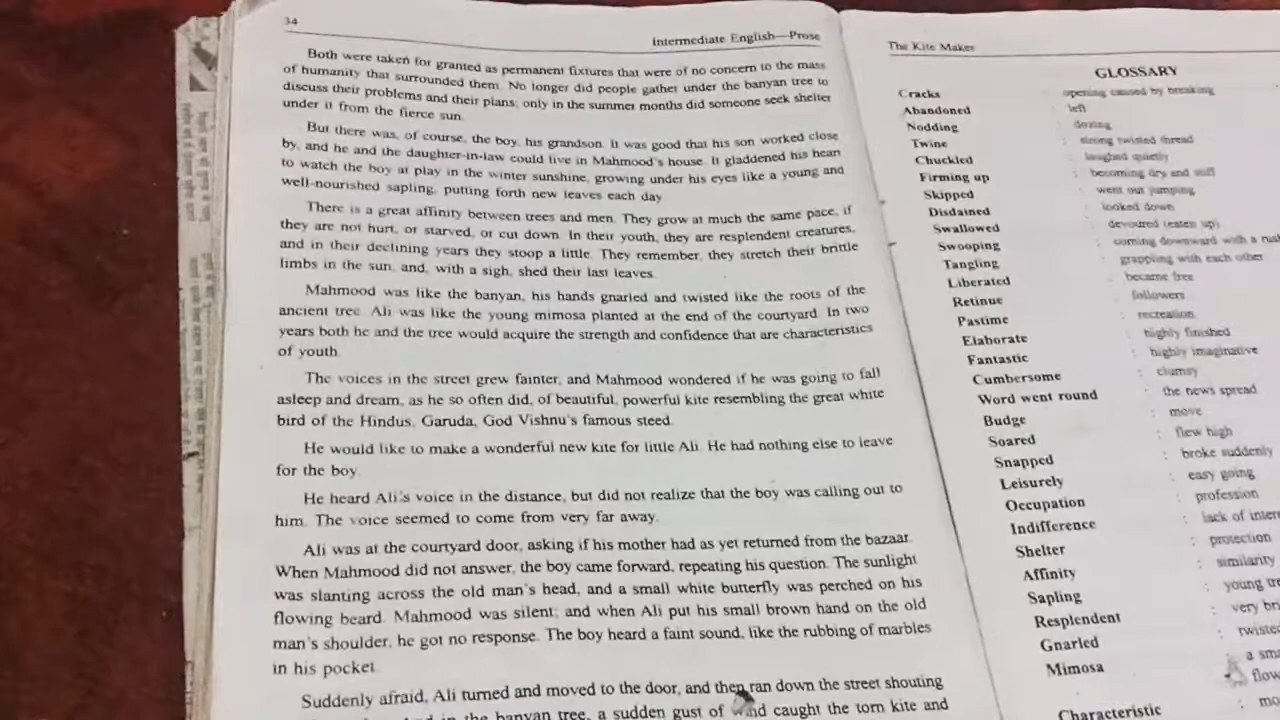 34
Intermediate English—Prose
Both were taken for granted as permanent fixtures that were of no concern to the mass
of humanity that surrounded them. No longer did people gather under the banyan tree to
discuss their problems and their plans; only in the summer months did someone seek shelter
under it from the fierce sun.
But there was, of course, the boy, his grandson. It was good that his son worked close
by, and he and the daughter-in-law could live in Mahmood's house. It gladdened his heart
to watch the boy at play in the winter sunshine, growing under his eyes like a young and
well-nourished sapling, putting forth new leaves each day
There is a great affinity between trees and men. They grow at much the same pace, if
they are not hurt, or starved, or cut down. In their youth, they are resplendent creatures,
and in their declining years they stoop a little. They remember, they stretch their brittle
limbs in the sun, and, with a sigh, shed their last leaves.
Mahmood was like the banyan, his hands gnarled and twisted like the roots of the
ancient tree. Ali was like the young mimosa planted at the end of the courtyard. In two
years both he and the tree would acquire the strength and confidence that are characteristics
of youth.
The voices in the street grew fainter, and Mahmood wondered if he was going to fall
asleep and dream, as he so often did, of beautiful, powerful kite resembling the great white
bird of the Hindus, Garuda, God Vishnu's famous steed.
He would like to make a wonderful new kite for little Ali. He had nothing else to leave
for the boy.
He heard Ali's voice in the distance, but did not realize that the boy was calling out to
him. The voice seemed to come from very far away.
Ali was at the courtyard door, asking if his mother had as yet returned from the bazaar.
When Mahmood did not answer, the boy came forward, repeating his question. The sunlight
was slanting across the old man's head, and a small white butterfly was perched on his
flowing beard. Mahmood was silent; and when Ali put his small brown hand on the old
man's shoulder, he got no response. The boy heard a faint sound, like the rubbing of marbles
in his pocket.
Suddenly afraid, Ali turned and moved to the door, and then ran down the street shouting
in the banyan tree, a sudden gust of wind caught the torn kite and
The Kite Maker
GLOSSARY
Cracks : opening caused by breaking
Abandoned : left
Nodding : dozing
Twine : strong twisted thread
Chuckled : laughed quietly
Firming up : becoming dry and stiff
Skipped : went out jumping
Disdained : looked down
Swallowed : devoured (eaten up)
Swooping : coming downward with a
Tangling : grappling with each other
Liberated : became free
Retinue : followers
Pastime : recreation
Elaborate : highly finished
Fantastic : highly imaginative
Cumbersome : clumsy
Word went round : the news spread
Budge : move
Soared : flew high
Snapped : broke suddenly
Leisurely : easy going
Occupation : profession
Indifference : lack of
Shelter : protection
Affinity : similarity
Sapling : young
Resplendent : very
Gnarled :
Mimosa : a
Characteristic :